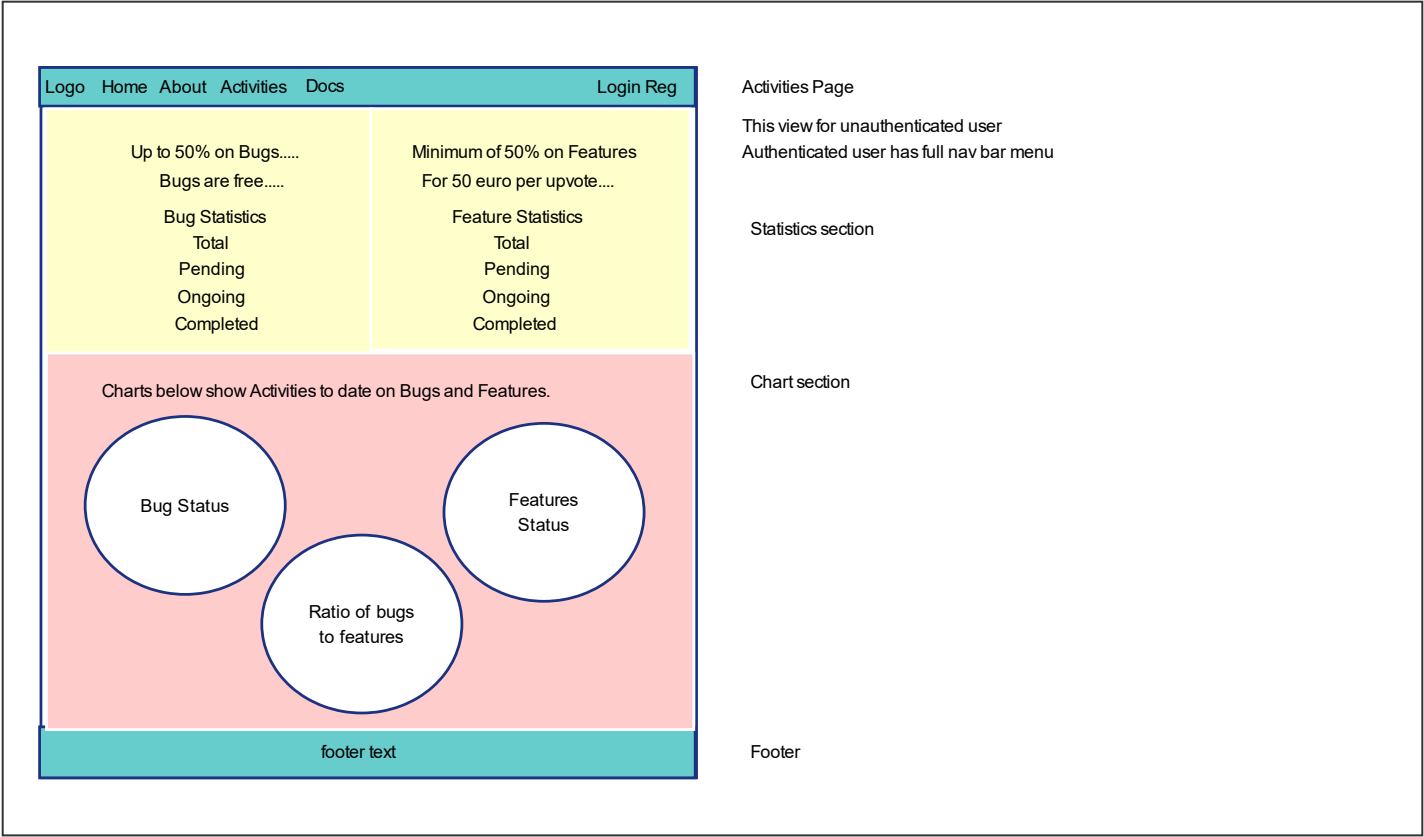 Logo Home About Activities Docs Login Reg
Activities Page
This view for unauthenticated user
Authenticated user has full nav bar menu
Up to 50% on Bugs.....
Bugs are free.....
Bug Statistics
Total
Pending
Ongoing
Completed
Minimum of 50% on Features
For 50 euro per upvote....
Feature Statistics
Total
Pending
Ongoing
Completed
Statistics section
Charts below show Activities to date on Bugs and Features.
Chart section
Bug Status
Features
Status
Ratio of bugs
to features
footer text
Footer